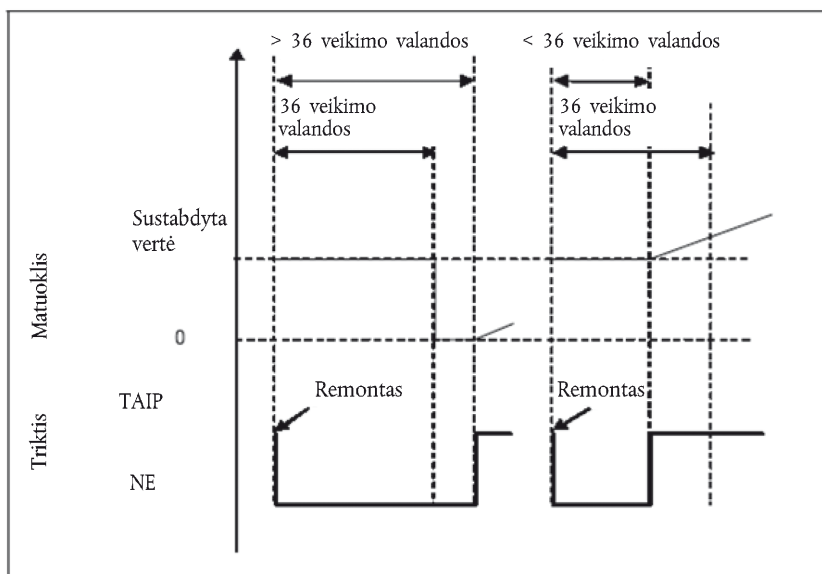 > 36 veikimo valandos
< 36 veikimo valandos
36 veikimo
valandos
36 veikimo
valandos
Sustabdyta
vertė
Matuoklis
0
TAIP
Remontas
Remontas
Triktis
NE